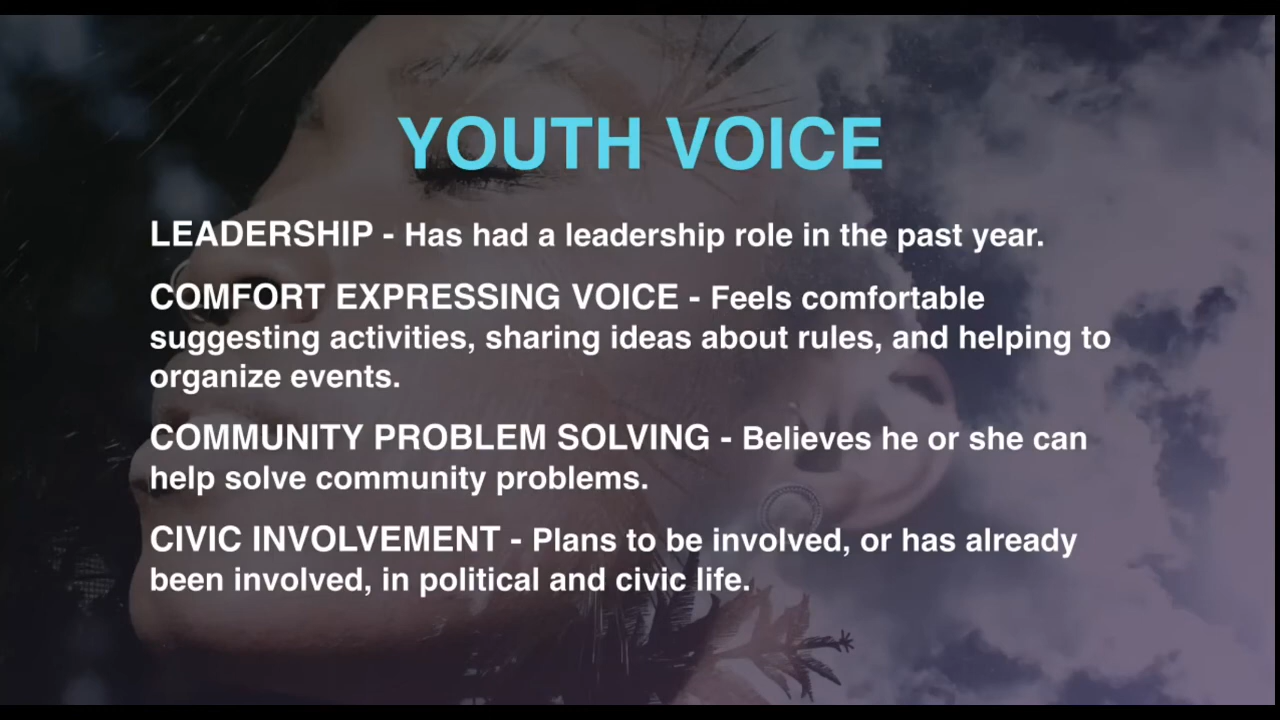 YOUTH VOICE
LEADERSHIP - Has had a leadership role in the past year.
COMFORT EXPRESSING VOICE - Feels comfortable
suggesting activities, sharing ideas about rules, and helping to
organize events.
COMMUNITY PROBLEM SOLVING - Believes he or she can
help solve community problems.
CIVIC INVOLVEMENT - Plans to be involved, or has already
been involved, in political and civic life.